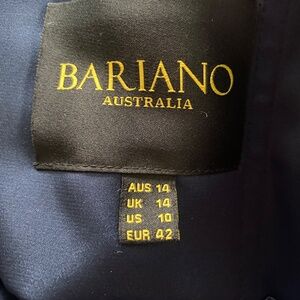 BARIANO
AUSTRALIA
AUS 14
UK 14
US 10
EUR 42